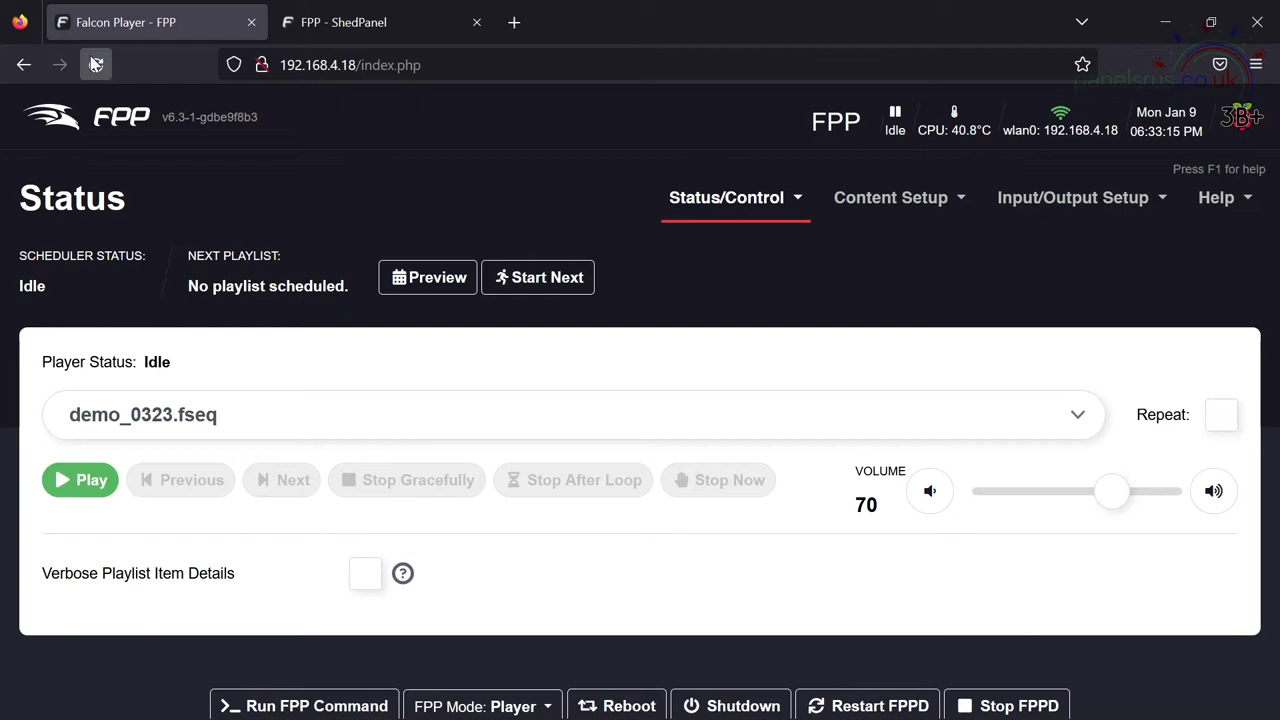 Falcon Player - FPP
FPP - ShedPanel
192.168.4.18/index.php
panelsrus.co.uk
FPP v6.3-1-gdbe9f8b3
FPP
Idle
CPU: 40.8°C
wlan0: 192.168.4.18
Mon Jan 9
06:33:15 PM
3B+
Press F1 for help
Status
Status/Control
Content Setup
Input/Output Setup
Help
SCHEDULER STATUS:
Idle
NEXT PLAYLIST:
No playlist scheduled.
Preview
Start Next
Player Status: Idle
demo_0323.fseq
Repeat:
Play
Previous
Next
Stop Gracefully
Stop After Loop
Stop Now
VOLUME
70
Verbose Playlist Item Details
Run FPP Command
FPP Mode: Player
Reboot
Shutdown
Restart FPPD
Stop FPPD